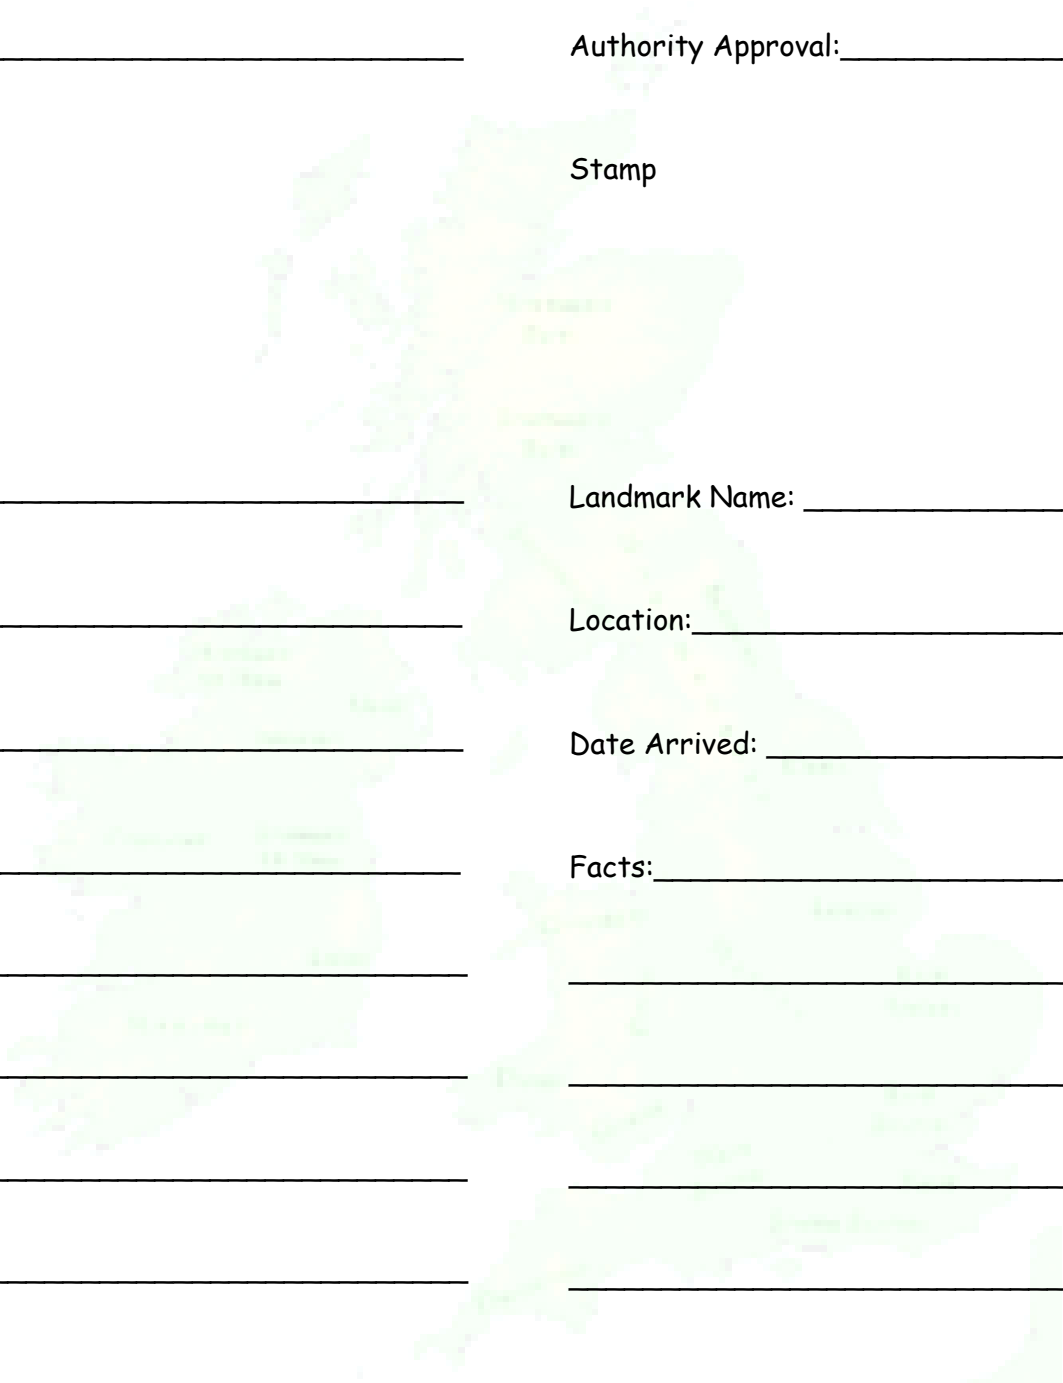 Authority Approval:
Stamp
Landmark Name:
Location:
Date Arrived:
Facts: